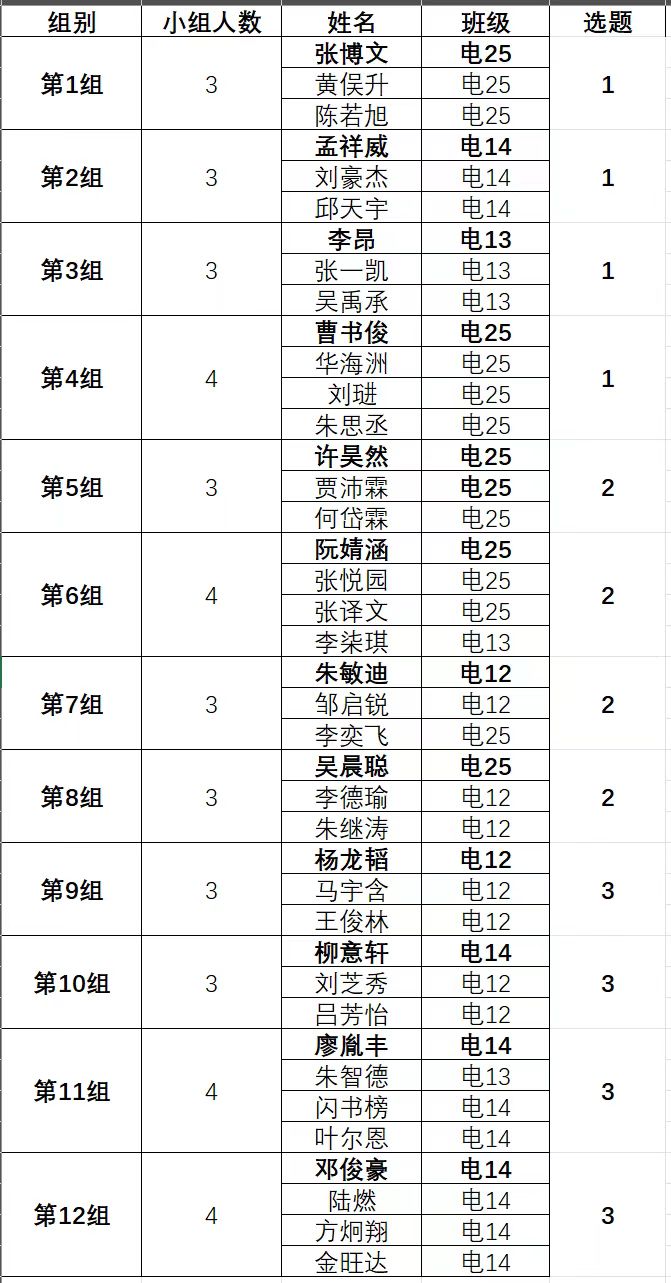 组别 小组人数 姓名 班级 选题
第1组 3 张博文 电25 1
黄俣升 电25
陈若旭 电25
第2组 3 孟祥威 电14 1
刘豪杰 电14
邱天宇 电14
第3组 3 李昂 电13 1
张一凯 电13
吴禹承 电13
第4组 4 曹书俊 电25 1
华海洲 电25
刘琎 电25
朱思丞 电25
第5组 3 许昊然 电25 2
贾沛霖 电25
何岱霖 电25
第6组 4 阮婧涵 电25 2
张悦园 电25
张译文 电25
李柒琪 电13
第7组 3 朱敏迪 电12 2
邹启锐 电12
李奕飞 电25
第8组 3 吴晨聪 电25 2
李德瑜 电12
朱继涛 电12
第9组 3 杨龙韬 电12 3
马宇含 电12
王俊林 电12
第10组 3 柳意轩 电14 3
刘芝秀 电12
吕芳怡 电12
第11组 4 廖胤丰 电14 3
朱智德 电13
闪书榜 电14
叶尔恩 电14
第12组 4 邓俊豪 电14 3
陆燃 电14
方炯翔 电14
金旺达 电14